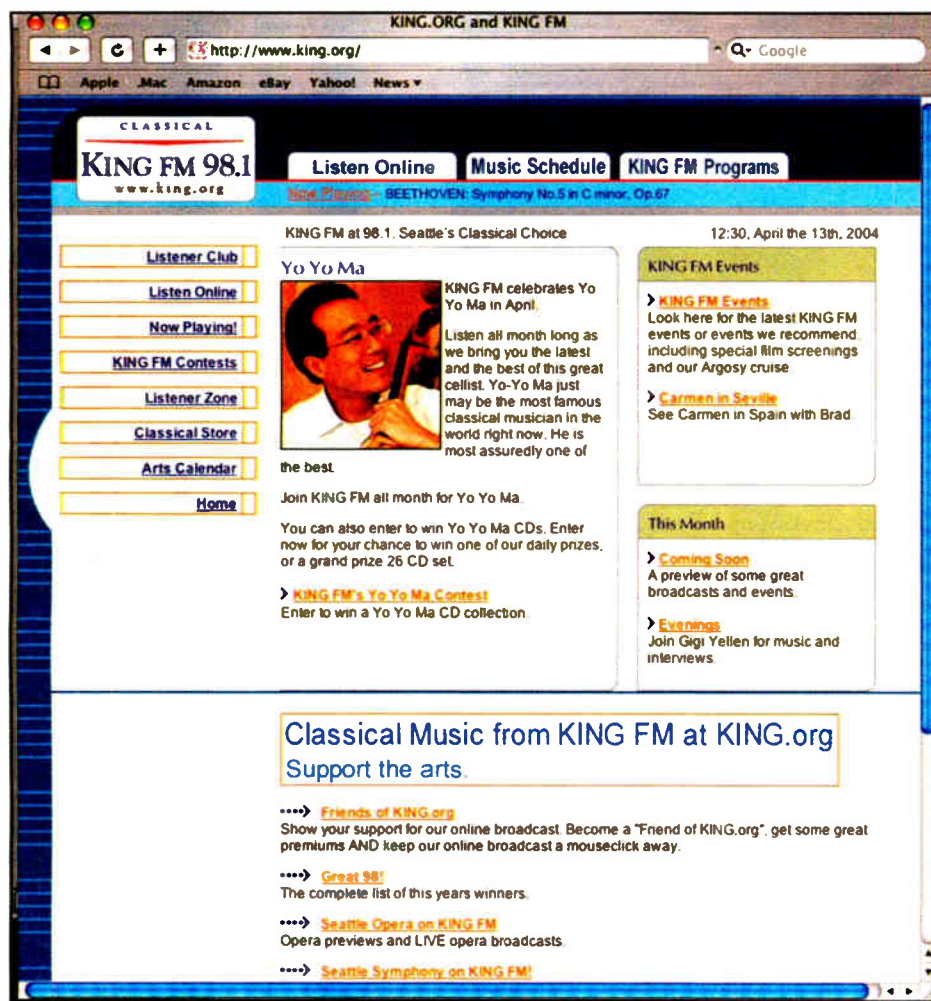 KING.ORG and KING FM
http://www.king.org/
Google
Apple .Mac Amazon eBay Yahoo! News
CLASSICAL
KING FM 98.1
www.king.org
Listen Online
Music Schedule
KING FM Programs
Now Playing - BEETHOVEN: Symphony No.5 in C minor, Op.67
KING FM at 98.1. Seattle's Classical Choice
12:30, April the 13th, 2004
Listener Club
Listen Online
Now Playing!
KING FM Contests
Listener Zone
Classical Store
Arts Calendar
Home
Yo Yo Ma
KING FM celebrates Yo
Yo Ma in April.
Listen all month long as
we bring you the latest
and the best of this great
cellist. Yo-Yo Ma just
may be the most famous
classical musician in the
world right now. He is
most assuredly one of
the best.
Join KING FM all month for Yo Yo Ma.
You can also enter to win Yo Yo Ma CDs. Enter
now for your chance to win one of our daily prizes,
or a grand prize 26 CD set.
KING FM's Yo Yo Ma Contest
Enter to win a Yo Yo Ma CD collection.
KING FM Events
KING FM Events
Look here for the latest KING FM
events or events we recommend
including special film screenings
and our Argosy cruise.
Carmen in Seville
See Carmen in Spain with Brad.
This Month
Coming Soon
A preview of some great
broadcasts and events.
Evenings
Join Gigi Yellen for music and
interviews.
Classical Music from KING FM at KING.org
Support the arts.
Friends of KING.org
Show your support for our online broadcast. Become a "Friend of KING.org", get some great
premiums AND keep our online broadcast a mouseclick away.
Great 98!
The complete list of this years winners.
Seattle Opera on KING FM
Opera previews and LIVE opera broadcasts.
Seattle Symphony on KING FM!